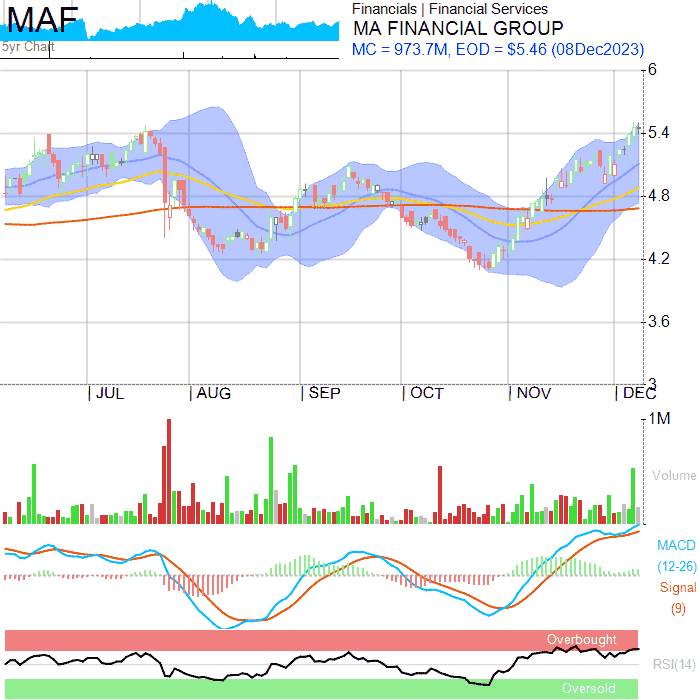 MAF
5yr Chart
Financials | Financial Services
MA FINANCIAL GROUP
MC = 973.7M, EOD = $5.46 (08Dec2023)
6
5.4
4.8
4.2
3.6
3
JUL AUG SEP OCT NOV DEC
1M
Volume
MACD
(12-26)
Signal
(9)
Overbought
RSI(14)
Oversold